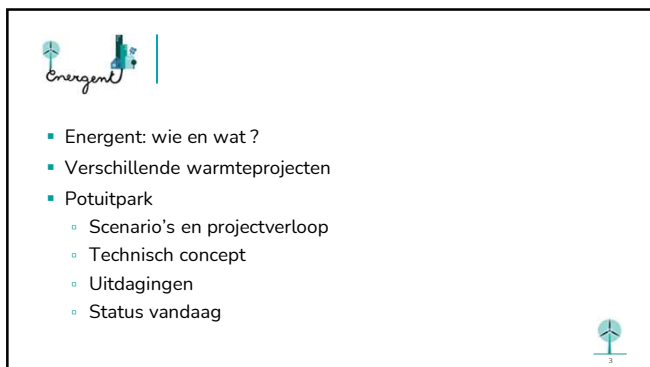 Energent
Energent: wie en wat ?
Verschillende warmteprojecten
Potuitpark
Scenario's en projectverloop
Technisch concept
Uitdagingen
Status vandaag
3